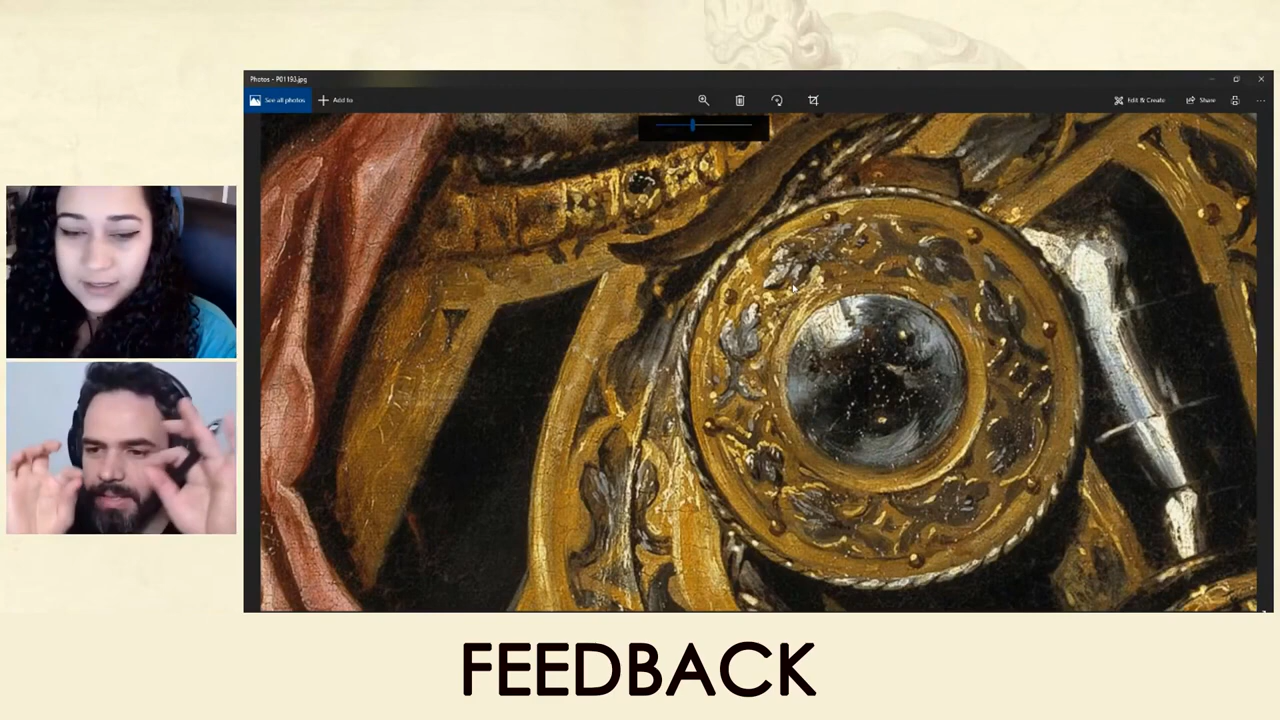 Photos - P01193.jpg
See all photos
Add to
Edit & Create
Share
FEEDBACK